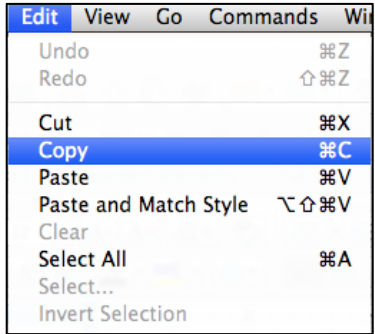 Edit View Go Commands Wi
Undo ⌘Z
Redo ⇧⌘Z
Cut ⌘X
Copy ⌘C
Paste ⌘V
Paste and Match Style ⌥⇧⌘V
Clear
Select All ⌘A
Select...
Invert Selection